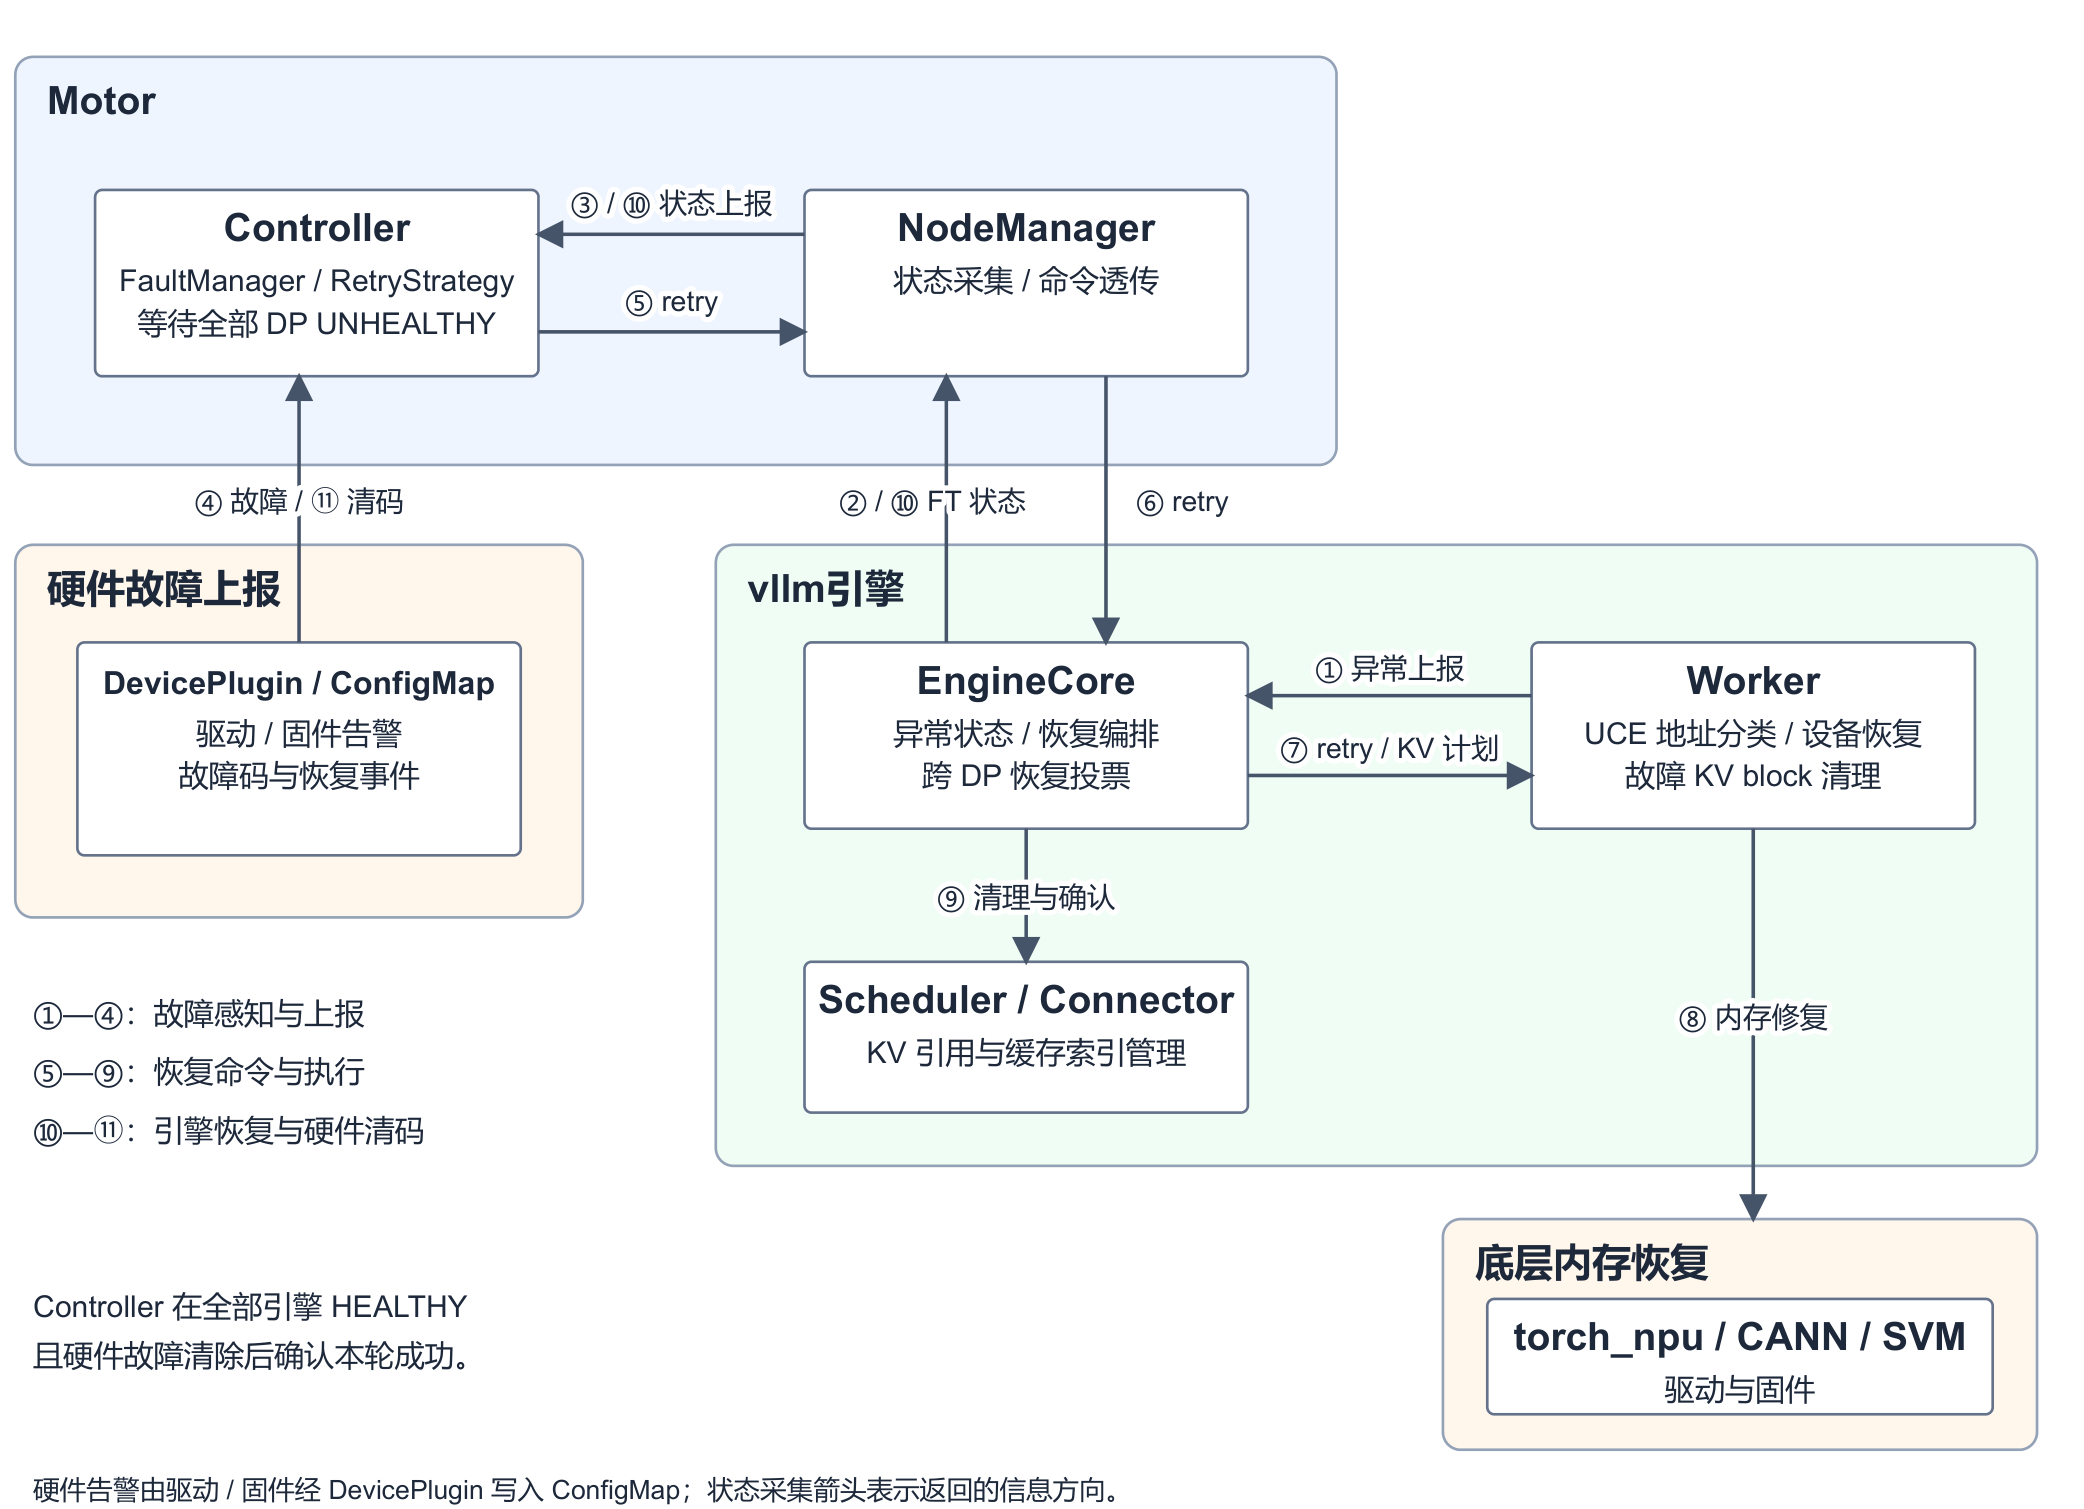 Motor
Controller
FaultManager / RetryStrategy
等待全部 DP UNHEALTHY
③ / ⑩ 状态上报
⑤ retry
NodeManager
状态采集 / 命令透传
④ 故障 / ⑪ 清码
② / ⑩ FT 状态
⑥ retry
硬件故障上报
DevicePlugin / ConfigMap
驱动 / 固件告警
故障码与恢复事件
vllm引擎
EngineCore
异常状态 / 恢复编排
跨 DP 恢复投票
① 异常上报
⑦ retry / KV 计划
Worker
UCE 地址分类 / 设备恢复
故障 KV block 清理
⑨ 清理与确认
Scheduler / Connector
KV 引用与缓存索引管理
⑧ 内存修复
①—④：故障感知与上报
⑤—⑨：恢复命令与执行
⑩—⑪：引擎恢复与硬件清码
底层内存恢复
torch_npu / CANN / SVM
驱动与固件
Controller 在全部引擎 HEALTHY
且硬件故障清除后确认本轮成功。
硬件告警由驱动 / 固件经 DevicePlugin 写入 ConfigMap；状态采集箭头表示返回的信息方向。